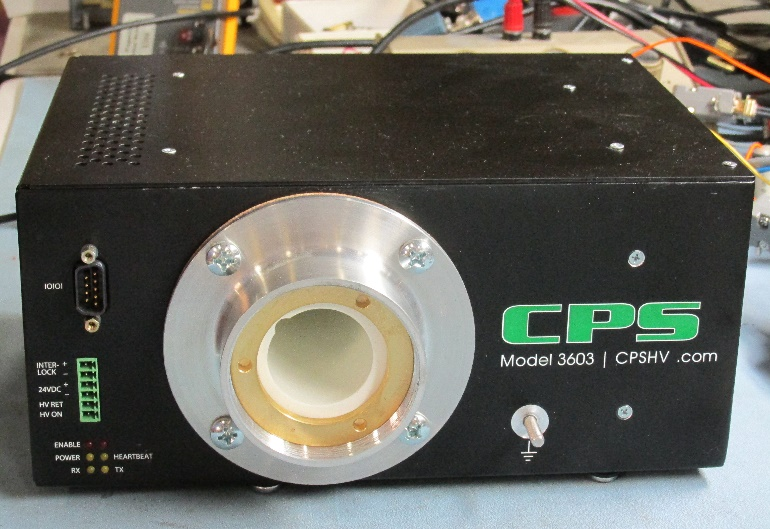 IOIOI
INTER- +
LOCK -
24VDC +
-
HV RET
HV ON
ENABLE
POWER HEARTBEAT
RX TX
CPS
Model 3603 | CPSHV .com